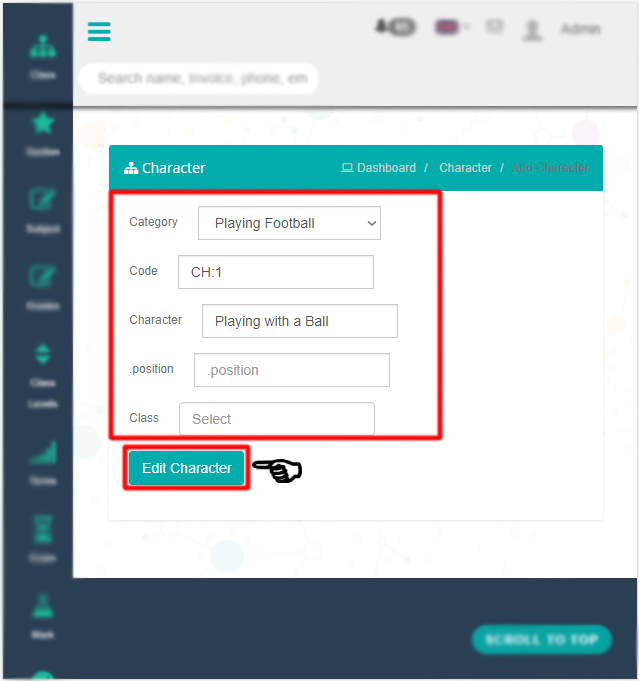 Admin
Search name, Invoice, phone, em
Class
Section
Subject
Grades
Class
Levels
Terms
Exam
Mark
Character
Dashboard / Character / Add Character
Category Playing Football
Code CH:1
Character Playing with a Ball
.position .position
Class Select
Edit Character
SCROLL TO TOP